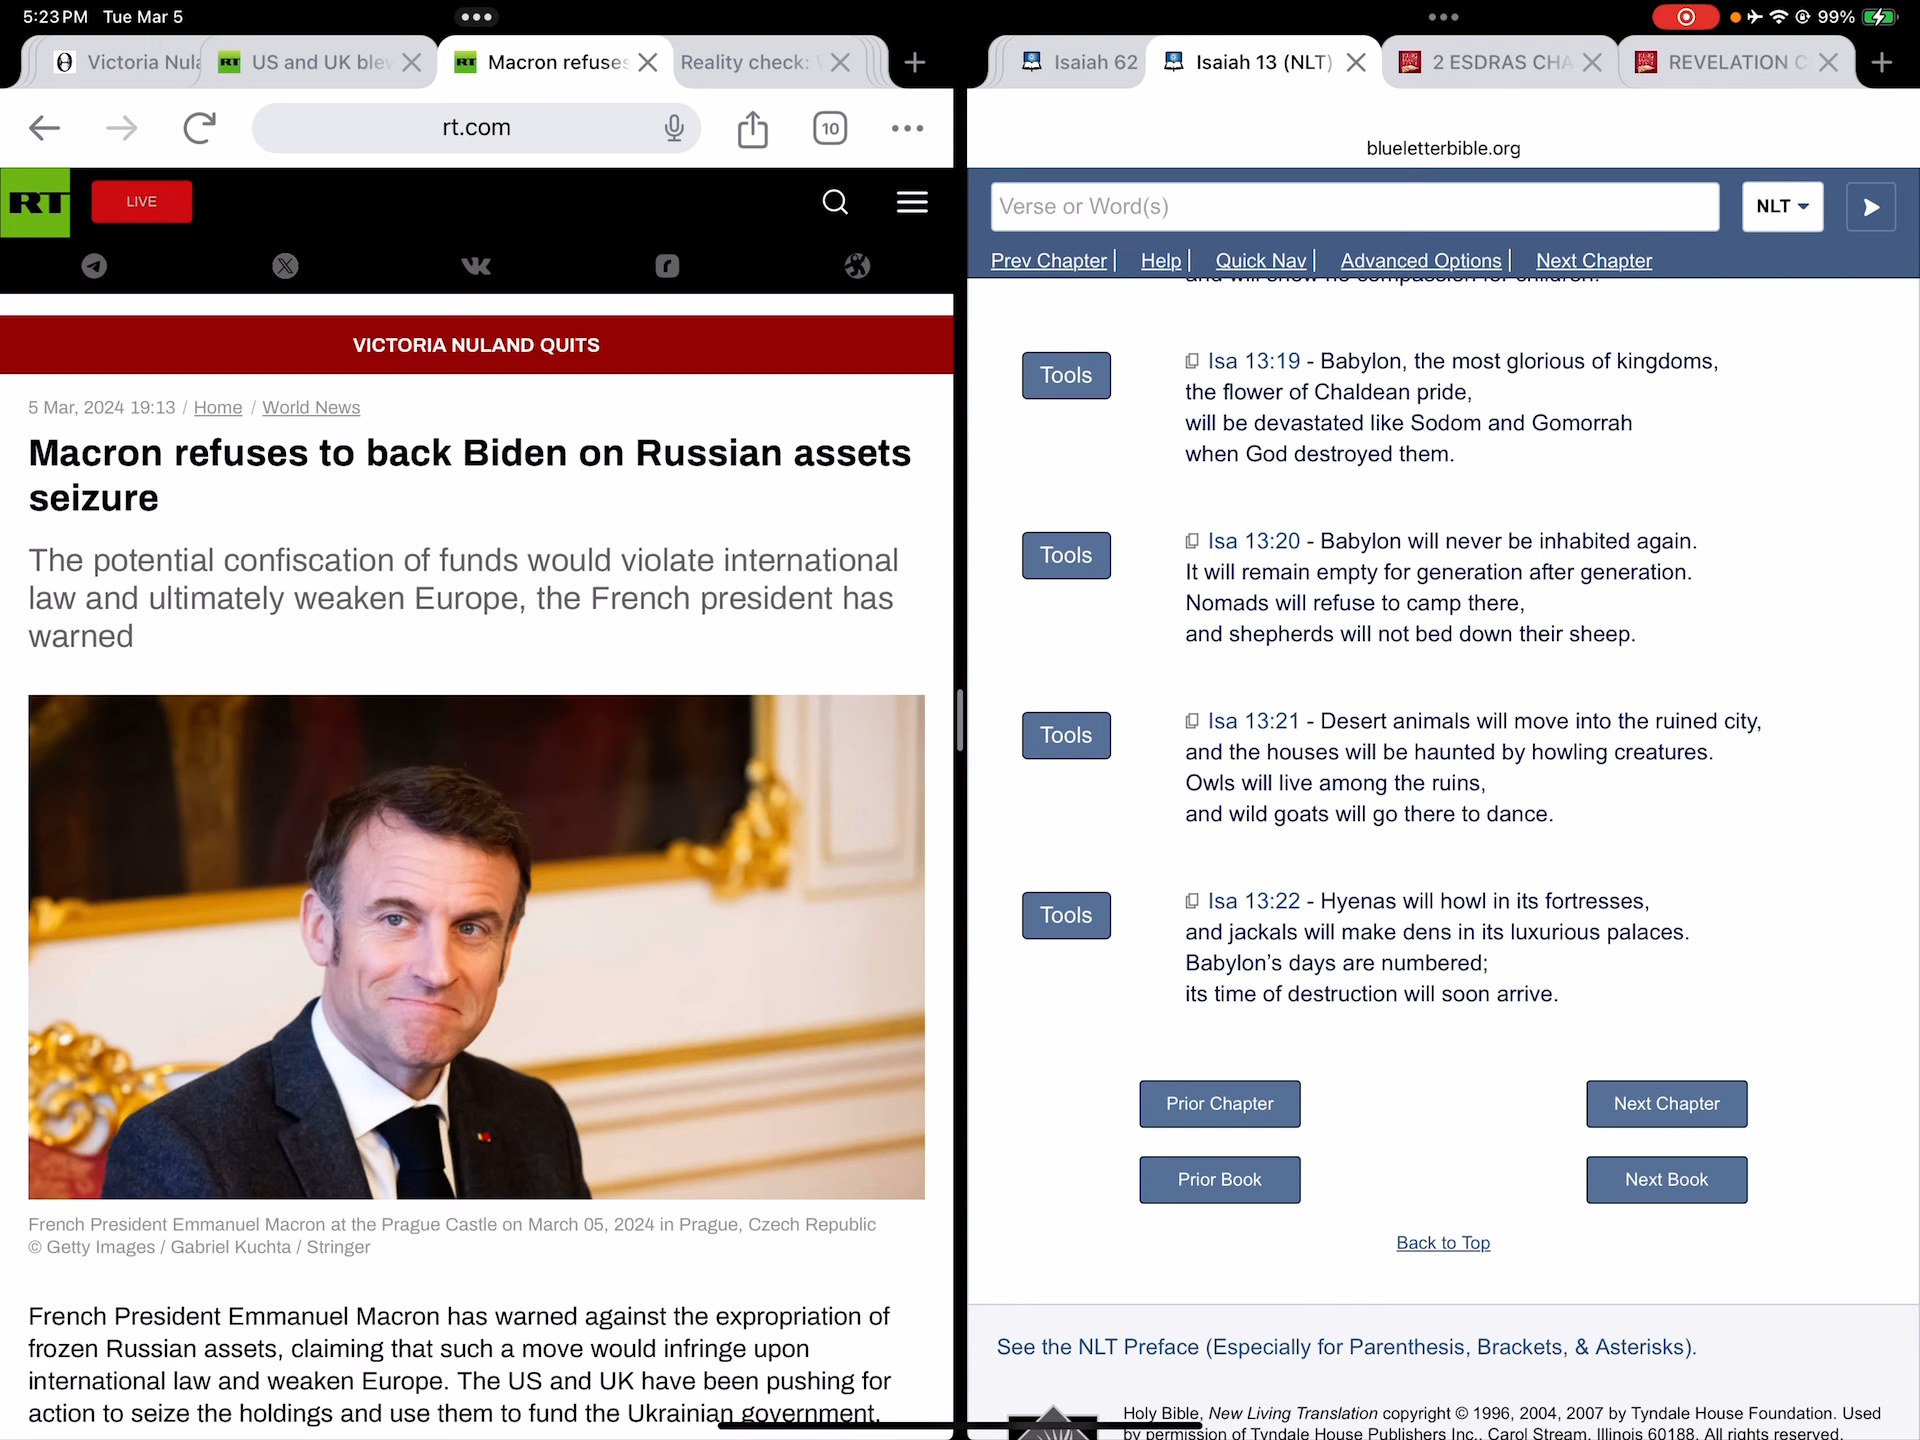 5:23 PM Tue Mar 5
99%
Victoria Nula
US and UK blew
Macron refuses
Reality check:
Isaiah 62
Isaiah 13 (NLT)
2 ESDRAS CHA
REVELATION C
rt.com
10
blueletterbible.org
RT
LIVE
VICTORIA NULAND QUITS
5 Mar, 2024 19:13 / Home / World News
Macron refuses to back Biden on Russian assets
seizure
The potential confiscation of funds would violate international
law and ultimately weaken Europe, the French president has
warned
French President Emmanuel Macron at the Prague Castle on March 05, 2024 in Prague, Czech Republic
© Getty Images / Gabriel Kuchta / Stringer
French President Emmanuel Macron has warned against the expropriation of
frozen Russian assets, claiming that such a move would infringe upon
international law and weaken Europe. The US and UK have been pushing for
action to seize the holdings and use them to fund the Ukrainian government.
Verse or Word(s)
NLT
Prev Chapter | Help | Quick Nav | Advanced Options | Next Chapter
and will show no compassion for children.
Tools
Isa 13:19 - Babylon, the most glorious of kingdoms,
the flower of Chaldean pride,
will be devastated like Sodom and Gomorrah
when God destroyed them.
Tools
Isa 13:20 - Babylon will never be inhabited again.
It will remain empty for generation after generation.
Nomads will refuse to camp there,
and shepherds will not bed down their sheep.
Tools
Isa 13:21 - Desert animals will move into the ruined city,
and the houses will be haunted by howling creatures.
Owls will live among the ruins,
and wild goats will go there to dance.
Tools
Isa 13:22 - Hyenas will howl in its fortresses,
and jackals will make dens in its luxurious palaces.
Babylon's days are numbered;
its time of destruction will soon arrive.
Prior Chapter
Next Chapter
Prior Book
Next Book
Back to Top
See the NLT Preface (Especially for Parenthesis, Brackets, & Asterisks).
Holy Bible, New Living Translation copyright © 1996, 2004, 2007 by Tyndale House Foundation. Used
by permission of Tyndale House Publishers Inc., Carol Stream, Illinois 60188. All rights reserved.